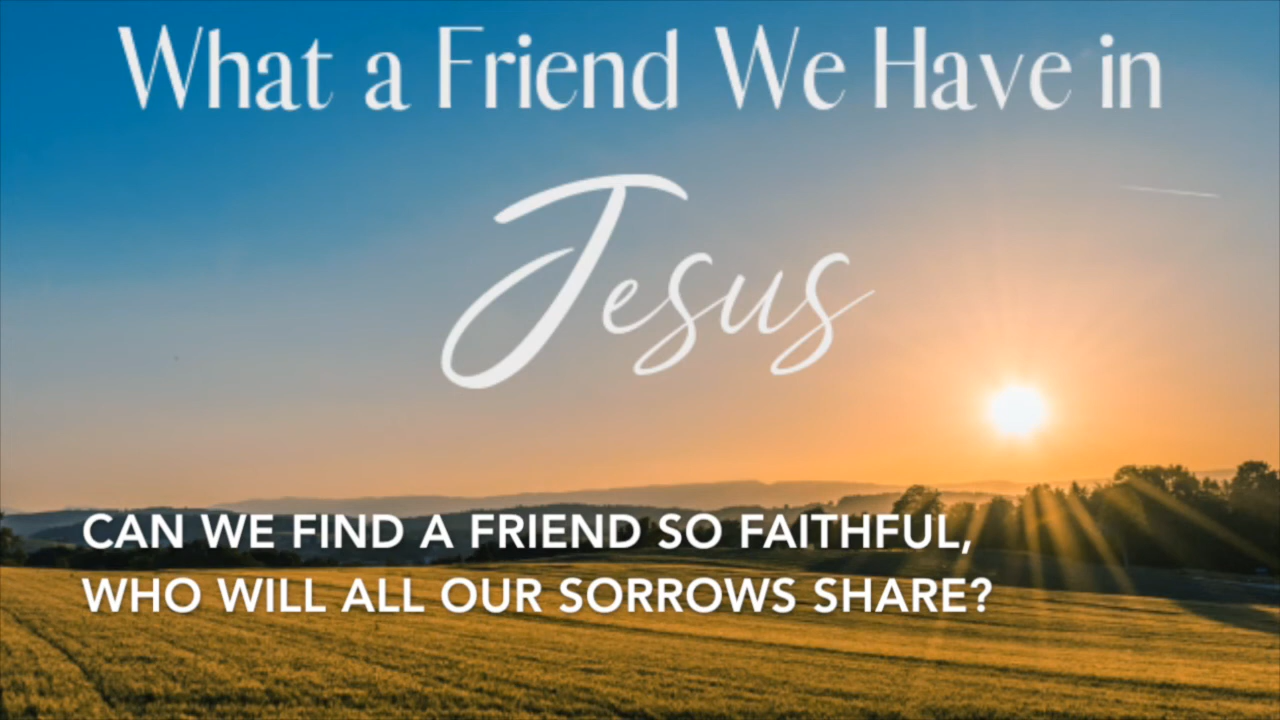 What a Friend We Have in
Jesus
CAN WE FIND A FRIEND SO FAITHFUL,
WHO WILL ALL OUR SORROWS SHARE?